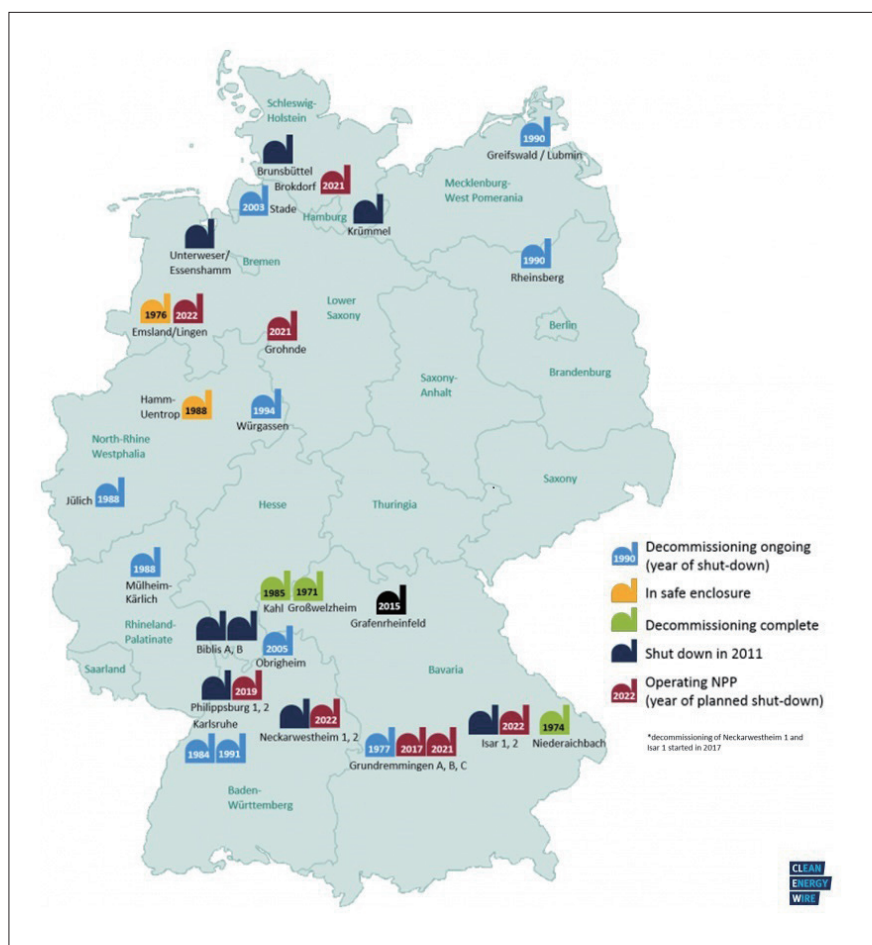 Schleswig-
Holstein
1990
Greifswald / Lubmin
Brunsbüttel
Brokdorf
2021
Mecklenburg-
West Pomerania
2003
Stade
Hamburg
Krümmel
Unterweser/
Essenshamm
Bremen
1990
Rheinsberg
Lower
Saxony
1976
2022
Emsland/Lingen
2021
Grohnde
Berlin
Brandenburg
Saxony-
Anhalt
Hamm-
Uentrop
1988
1994
Würgassen
North-Rhine
Westphalia
Saxony
Jülich
1988
Hesse
Thuringia
1988
Mülheim-
Kärlich
1985
1971
Kahl
Großwelzheim
2015
Grafenrheinfeld
Rhineland-
Palatinate
Biblis A, B
2005
Obrigheim
Saarland
Bavaria
2019
Philippsburg 1, 2
Karlsruhe
1984
1991
2022
Neckarwestheim 1, 2
1977
2017
2021
Grundremmingen A, B, C
2022
Isar 1, 2
1974
Niederaichbach
Baden-
Württemberg
1990
Decommissioning ongoing
(year of shut-down)
In safe enclosure
Decommissioning complete
Shut down in 2011
2022
Operating NPP
(year of planned shut-down)
*decommissioning of Neckarwestheim 1 and
Isar 1 started in 2017
CLEAN
ENERGY
WIRE